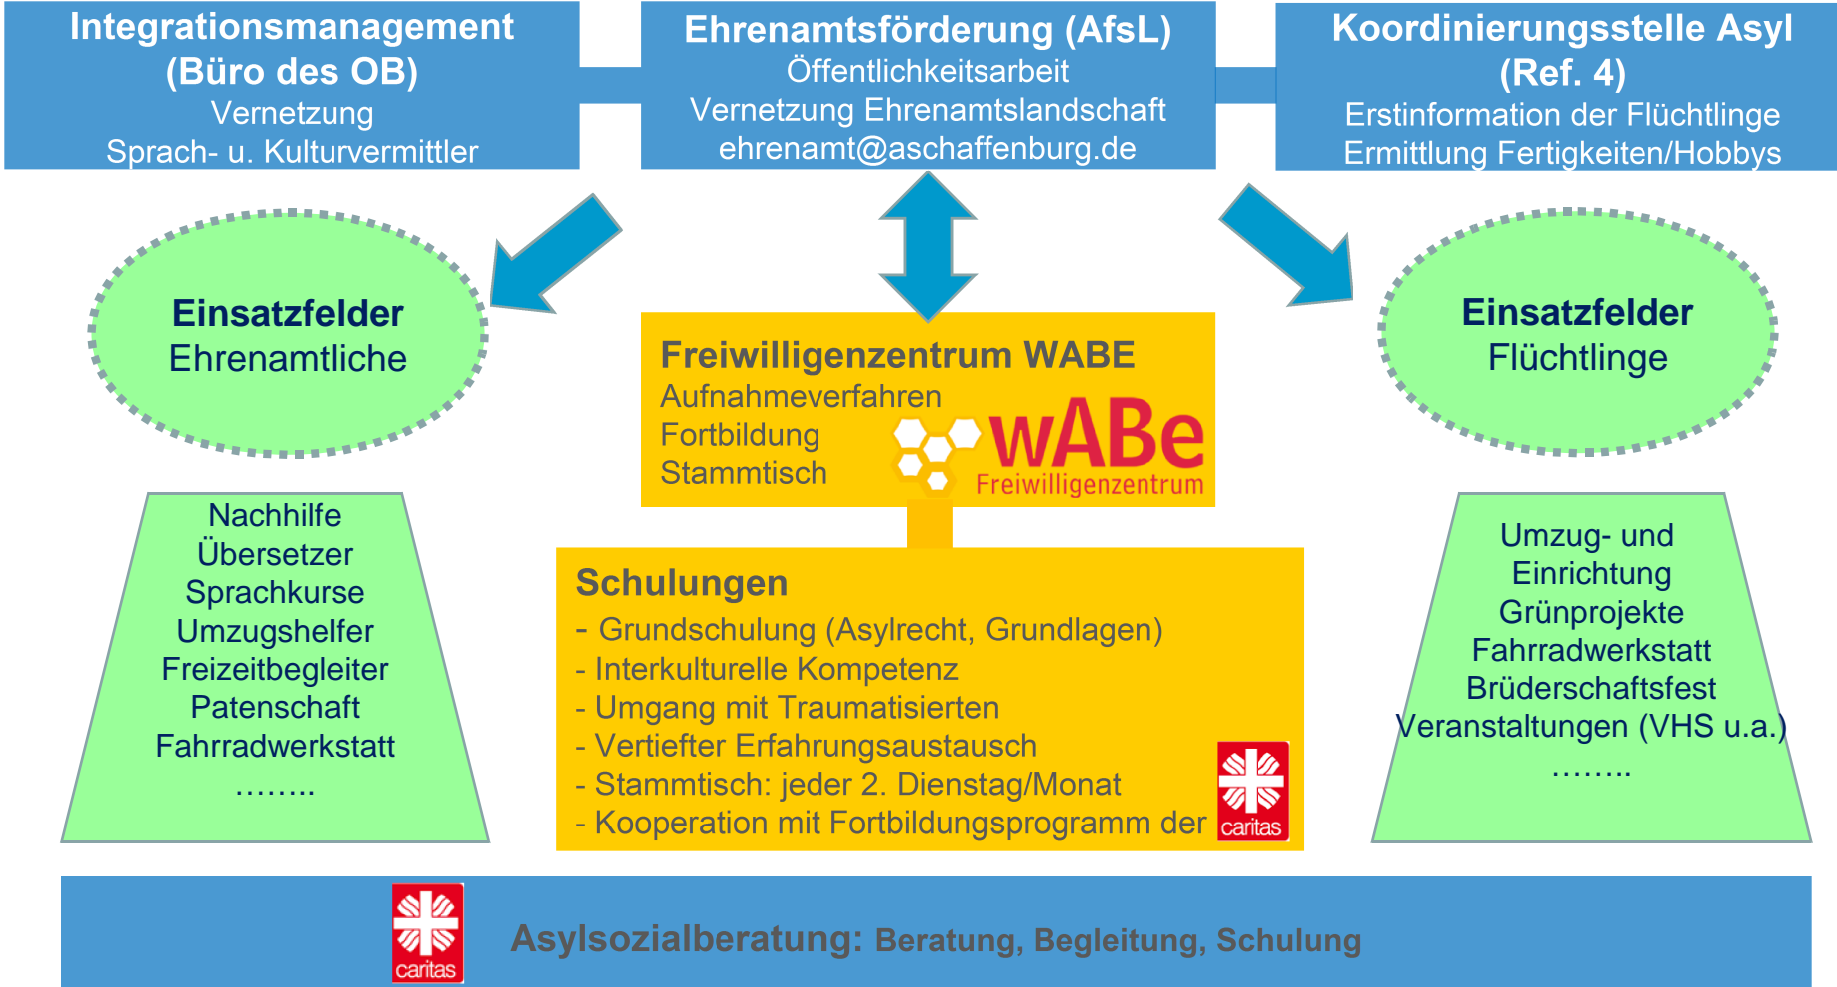 Integrationsmanagement
(Büro des OB)
Vernetzung
Sprach- u. Kulturvermittler
Ehrenamtsförderung (AfsL)
Öffentlichkeitsarbeit
Vernetzung Ehrenamtslandschaft
ehrenamt@aschaffenburg.de
Koordinierungsstelle Asyl
(Ref. 4)
Erstinformation der Flüchtlinge
Ermittlung Fertigkeiten/Hobbys
Einsatzfelder
Ehrenamtliche
Freiwilligenzentrum WABE
Aufnahmeverfahren
Fortbildung
Stammtisch
wABe
Freiwilligenzentrum
Einsatzfelder
Flüchtlinge
Nachhilfe
Übersetzer
Sprachkurse
Umzugshelfer
Freizeitbegleiter
Patenschaft
Fahrradwerkstatt
……..
Schulungen
- Grundschulung (Asylrecht, Grundlagen)
- Interkulturelle Kompetenz
- Umgang mit Traumatisierten
- Vertiefter Erfahrungsaustausch
- Stammtisch: jeder 2. Dienstag/Monat
- Kooperation mit Fortbildungsprogramm der
caritas
Umzug- und
Einrichtung
Grünprojekte
Fahrradwerkstatt
Brüderschaftsfest
Veranstaltungen (VHS u.a.)
……..
caritas
Asylsozialberatung: Beratung, Begleitung, Schulung